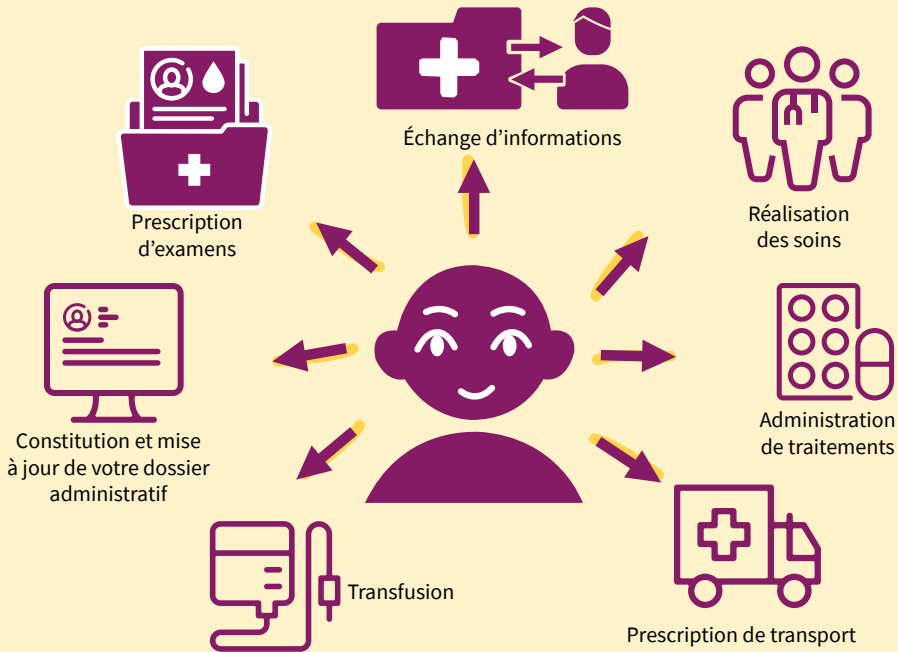 Échange d'informations
Prescription
d'examens
Réalisation
des soins
Constitution et mise
à jour de votre dossier
administratif
Administration
de traitements
Transfusion
Prescription de transport